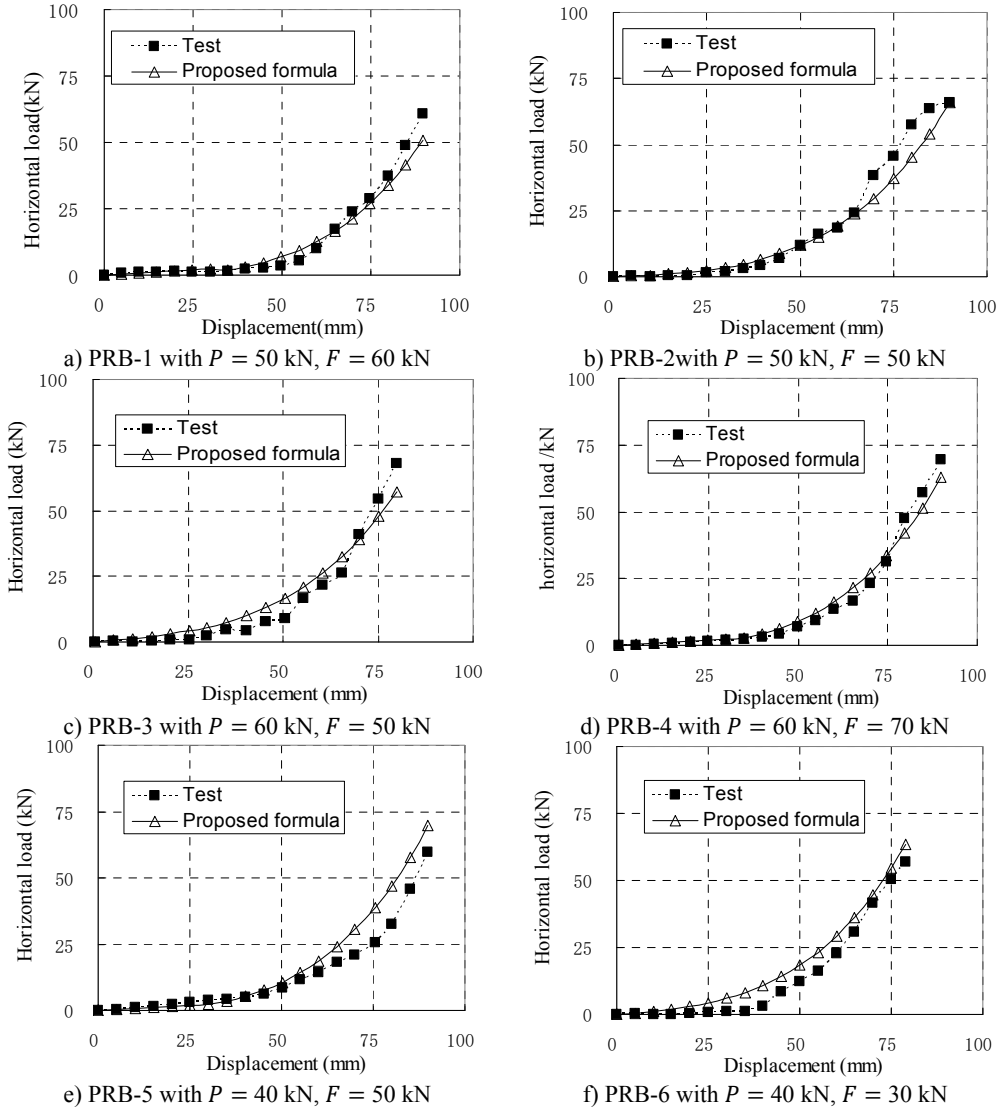 100
75
50
25
0
Horizontal load(kN)
Test
Proposed formula
0 25 50 75 100
Displacement(mm)
a) PRB-1 with P = 50 kN, F = 60 kN
100
75
50
25
0
Horizontal load (kN)
Test
Proposed formula
0 25 50 75 100
Displacement (mm)
b) PRB-2with P = 50 kN, F = 50 kN
100
75
50
25
0
Horizontal load (kN)
Test
Proposed formula
0 25 50 75 100
Displacement (mm)
c) PRB-3 with P = 60 kN, F = 50 kN
100
75
50
25
0
horizontal load /kN
Test
Proposed formula
0 25 50 75 100
Displacement (mm)
d) PRB-4 with P = 60 kN, F = 70 kN
100
75
50
25
0
Horizontal load (kN)
Test
Proposed formula
0 25 50 75 100
Displacement (mm)
e) PRB-5 with P = 40 kN, F = 50 kN
100
75
50
25
0
Horizontal load (kN)
Test
Proposed formula
0 25 50 75 100
Displacement (mm)
f) PRB-6 with P = 40 kN, F = 30 kN